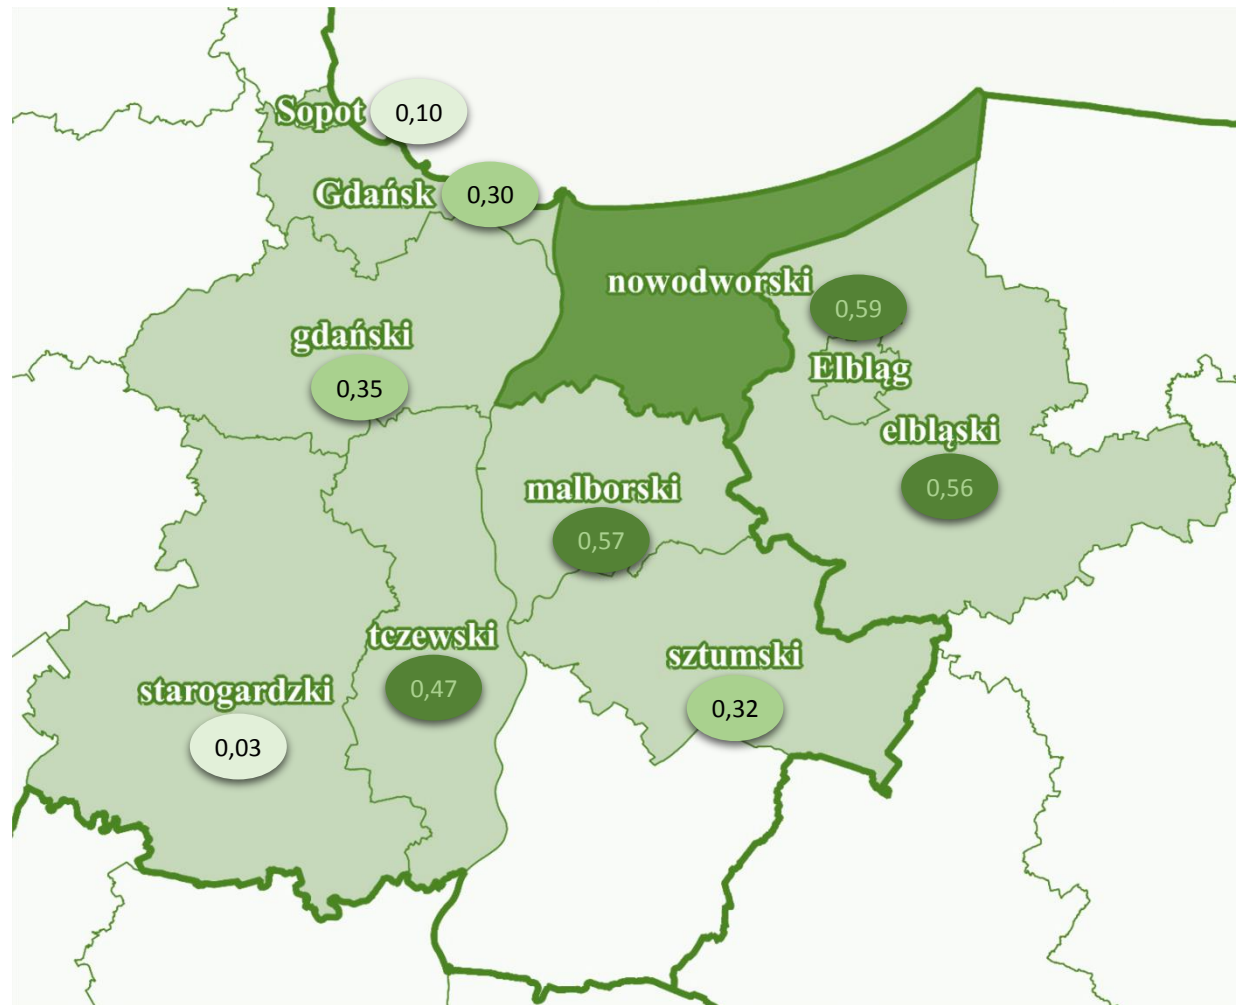 Sopot 0,10
Gdańsk 0,30
nowodworski
0,59
gdański
0,35
Elbląg
elbląski
0,56
malborski
0,57
tczewski
0,47
sztumski
0,32
starogardzki
0,03